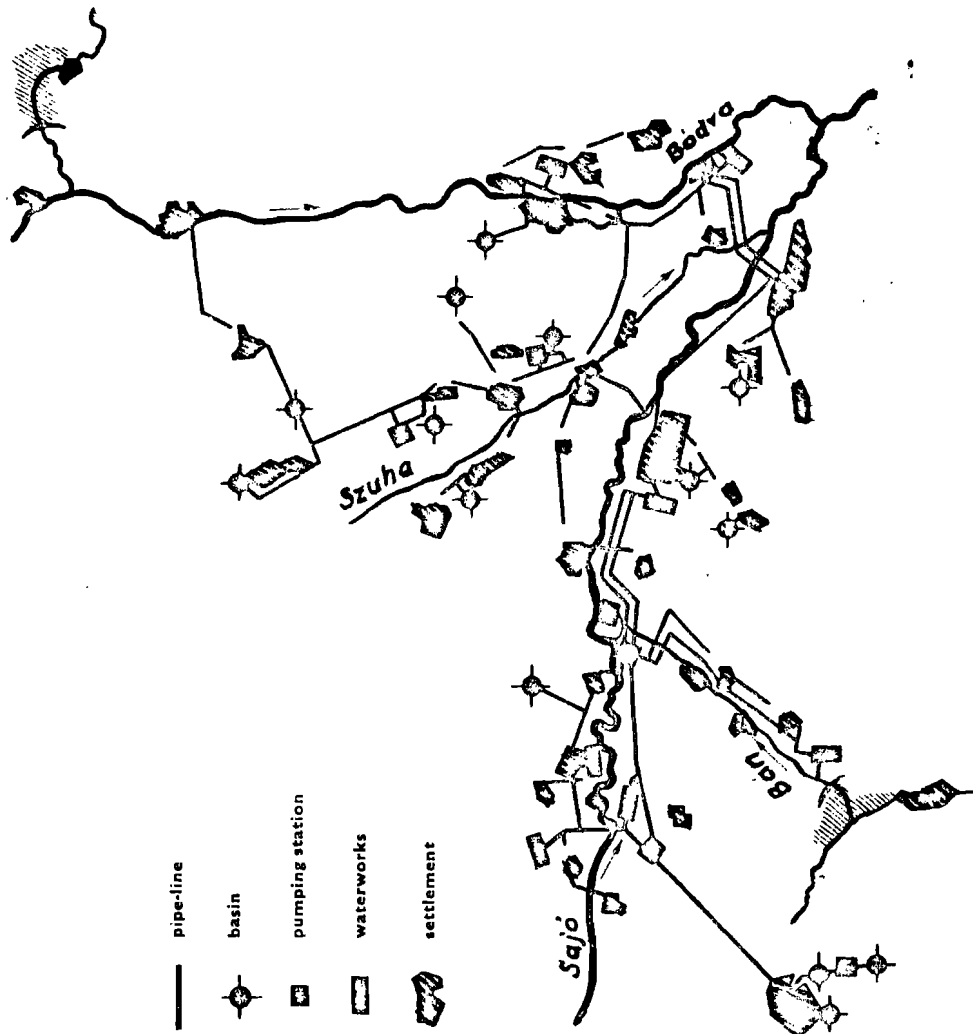 Bódva
Szuha
Sajó
Bán
pipe-line
basin
pumping station
waterworks
settlement